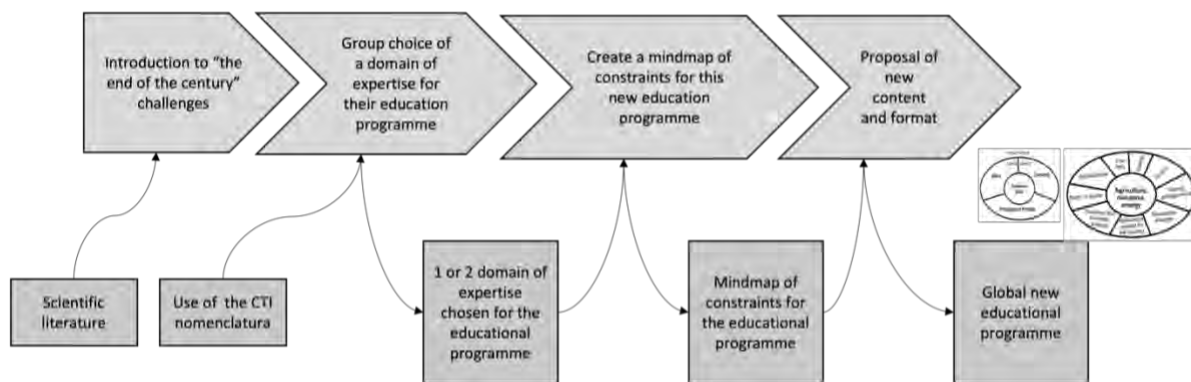 Introduction to "the
end of the century"
challenges
Group choice of
a domain of
expertise for
their education
programme
Create a mindmap of
constraints for this
new education
programme
Proposal of
new
content
and format
Agriculture,
resource,
energy
Scientific
literature
Use of the CTI
nomenclatura
1 or 2 domain of
expertise
chosen for the
educational
programme
Mindmap of
constraints for
the educational
programme
Global new
educational
programme